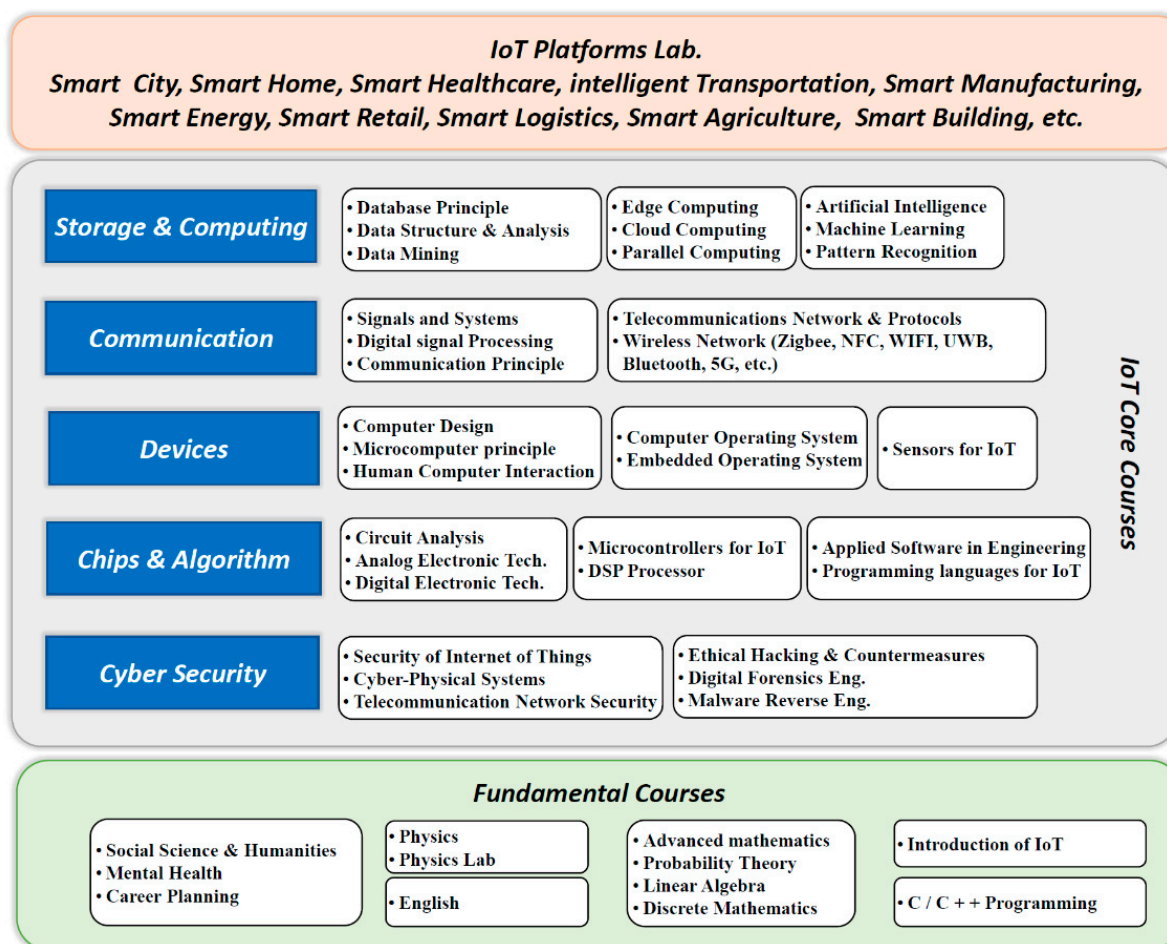 IoT Platforms Lab.
Smart City, Smart Home, Smart Healthcare, intelligent Transportation, Smart Manufacturing,
Smart Energy, Smart Retail, Smart Logistics, Smart Agriculture, Smart Building, etc.
IoT Core Courses
Storage & Computing
• Database Principle
• Data Structure & Analysis
• Data Mining
• Edge Computing
• Cloud Computing
• Parallel Computing
• Artificial Intelligence
• Machine Learning
• Pattern Recognition
Communication
• Signals and Systems
• Digital signal Processing
• Communication Principle
• Telecommunications Network & Protocols
• Wireless Network (Zigbee, NFC, WIFI, UWB,
Bluetooth, 5G, etc.)
Devices
• Computer Design
• Microcomputer principle
• Human Computer Interaction
• Computer Operating System
• Embedded Operating System
• Sensors for IoT
Chips & Algorithm
• Circuit Analysis
• Analog Electronic Tech.
• Digital Electronic Tech.
• Microcontrollers for IoT
• DSP Processor
• Applied Software in Engineering
• Programming languages for IoT
Cyber Security
• Security of Internet of Things
• Cyber-Physical Systems
• Telecommunication Network Security
• Ethical Hacking & Countermeasures
• Digital Forensics Eng.
• Malware Reverse Eng.
Fundamental Courses
• Social Science & Humanities
• Mental Health
• Career Planning
• Physics
• Physics Lab
• English
• Advanced mathematics
• Probability Theory
• Linear Algebra
• Discrete Mathematics
• Introduction of IoT
• C / C + + Programming